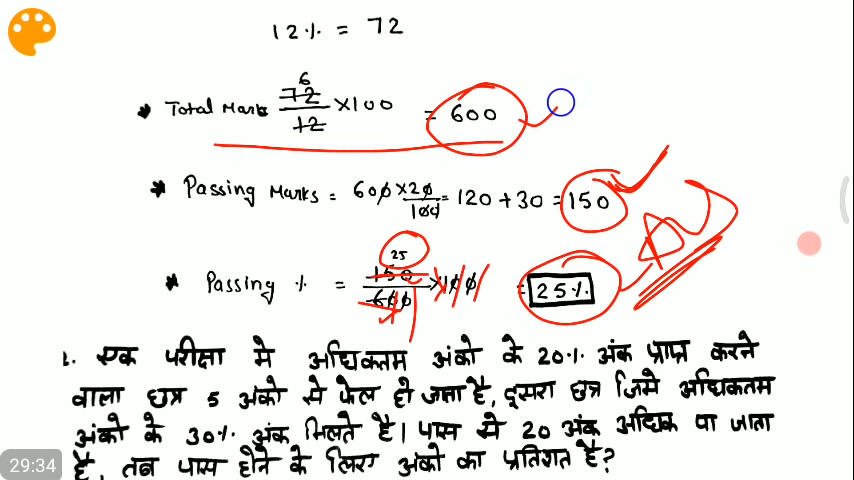 12% = 72
* Total Marks 6 72/12 ×100 = 600
* Passing Marks = 600 × 20/100 = 120 + 30 = 150
25
* Passing % = 150/600 ×100 = 25%
1. एक परीक्षा मे अधिकतम अंको के 20% अंक प्राप्त करने
वाला छात्र 5 अंको से फेल हो जाता है, दूसरा छात्र जिसे अधिकतम
अंको के 30% अंक मिलते है। पास से 20 अंक अधिक पा जाता
है, तब पास होने के लिए अंको का प्रतिशत है?
29:34